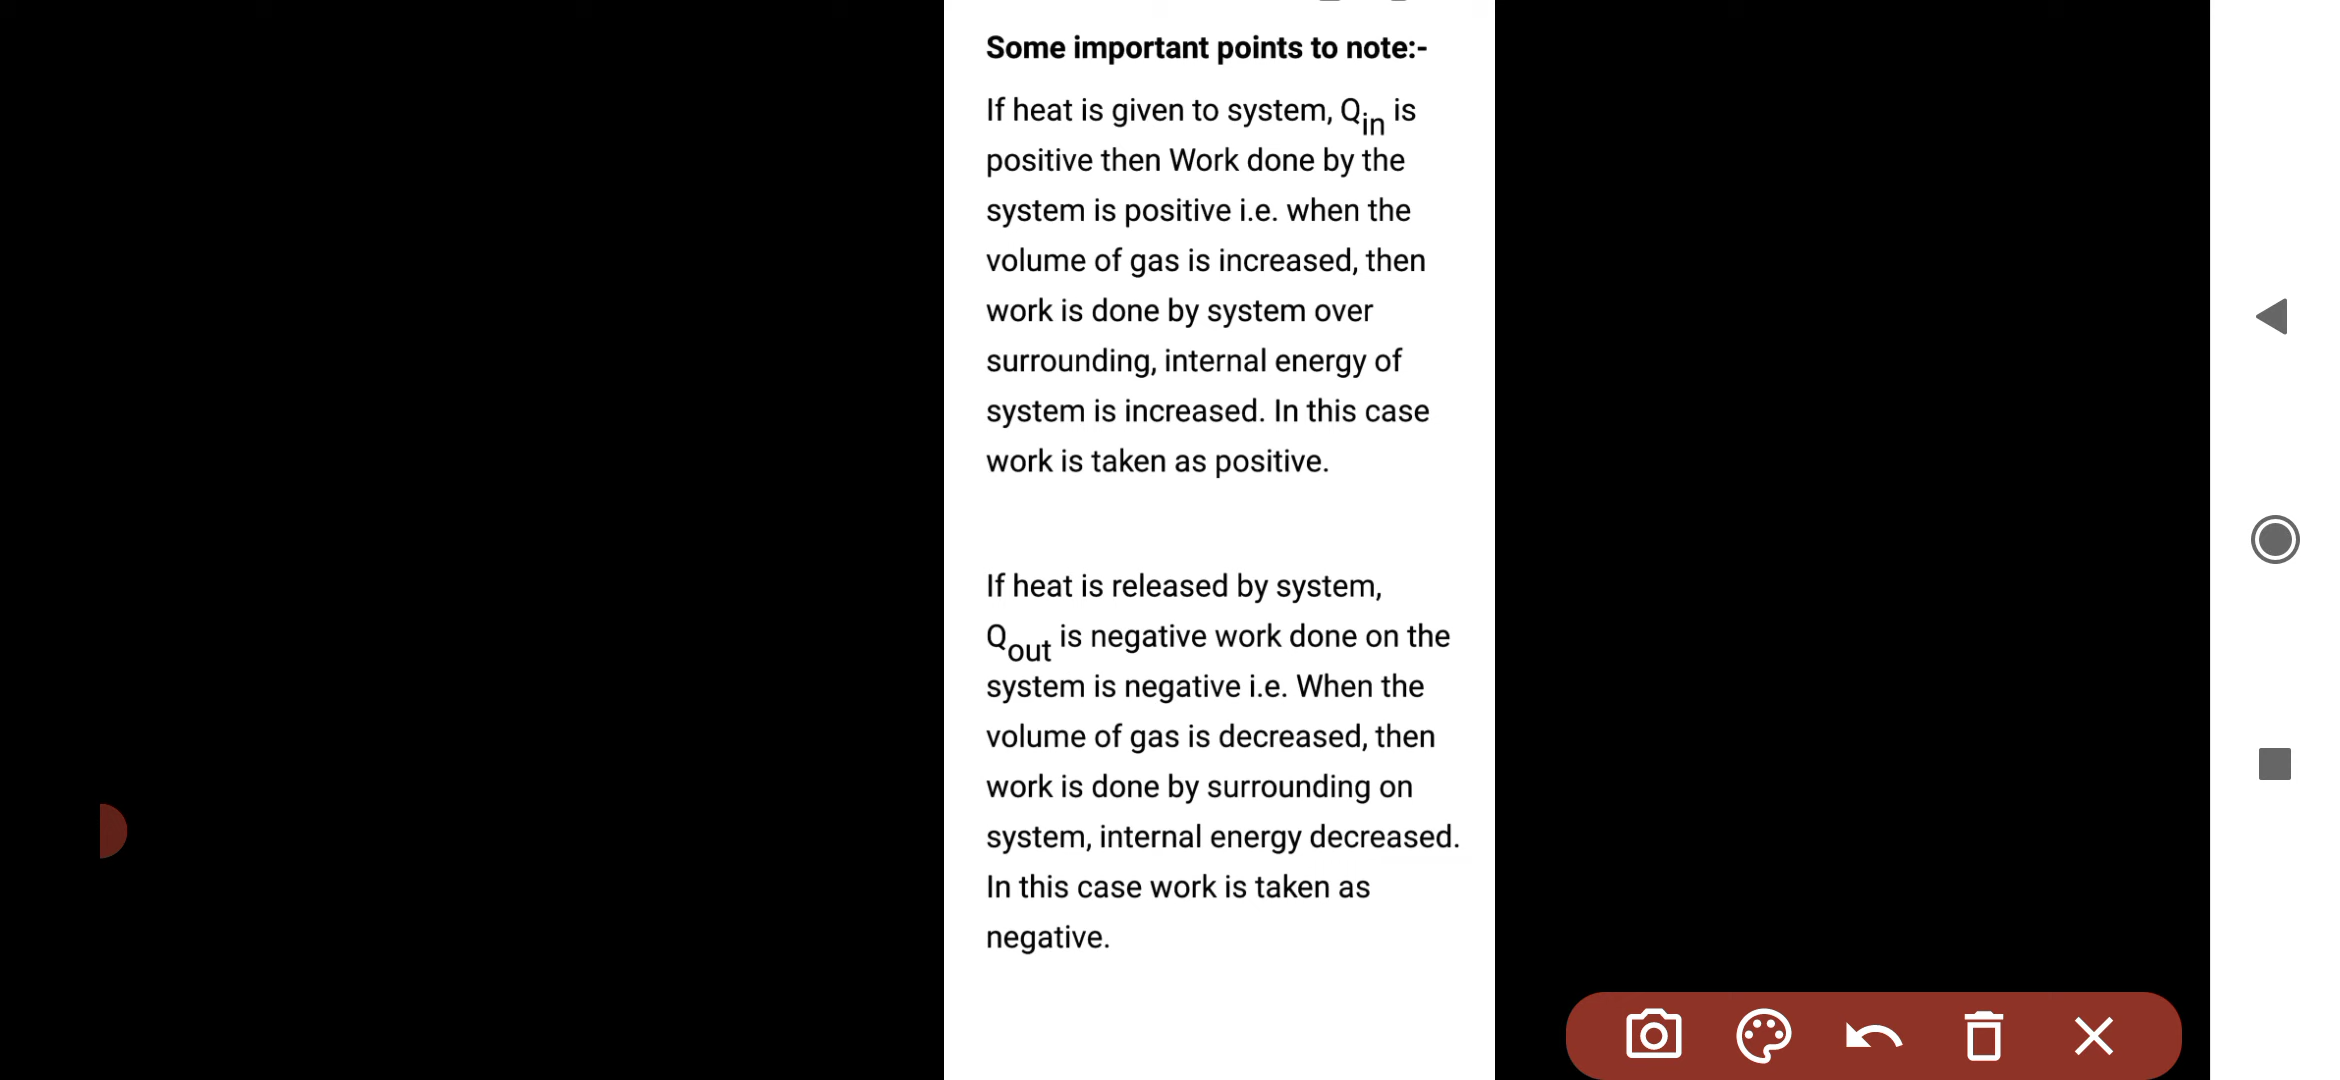 Some important points to note:-
If heat is given to system, Qin is
positive then Work done by the
system is positive i.e. when the
volume of gas is increased, then
work is done by system over
surrounding, internal energy of
system is increased. In this case
work is taken as positive.
If heat is released by system,
Qout is negative work done on the
system is negative i.e. When the
volume of gas is decreased, then
work is done by surrounding on
system, internal energy decreased.
In this case work is taken as
negative.